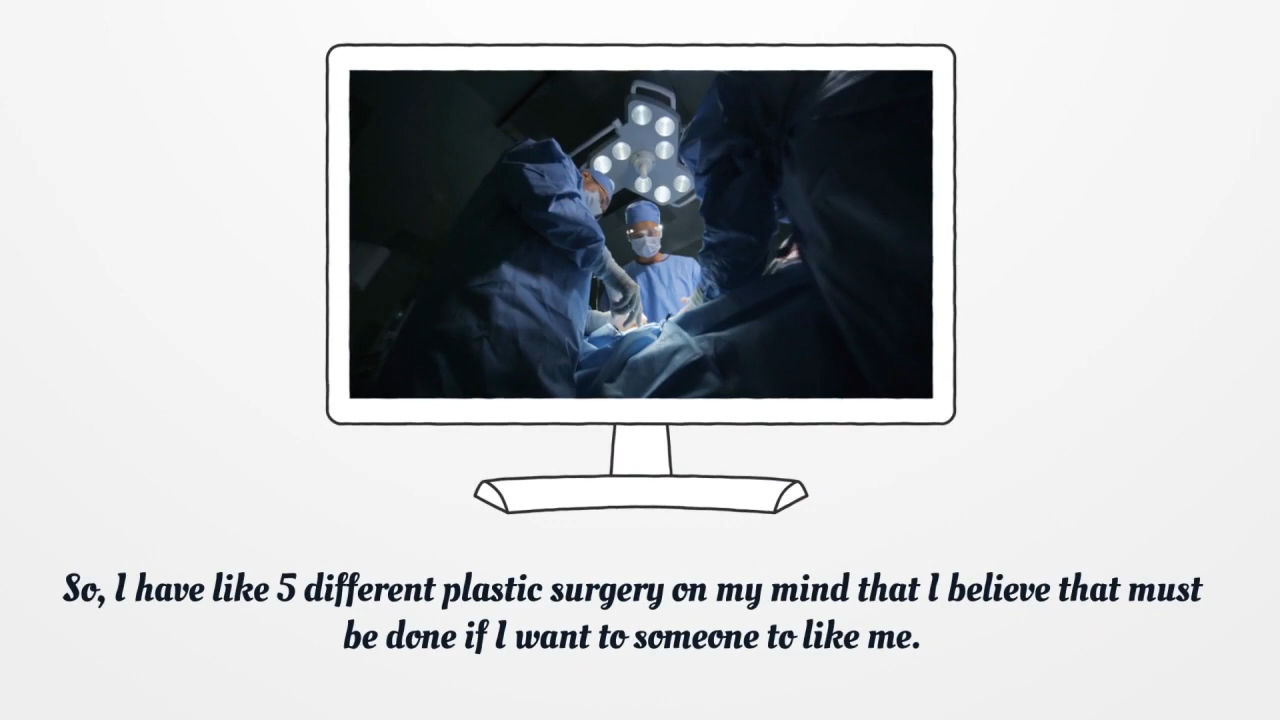 So, I have like 5 different plastic surgery on my mind that I believe that must
be done if I want to someone to like me.